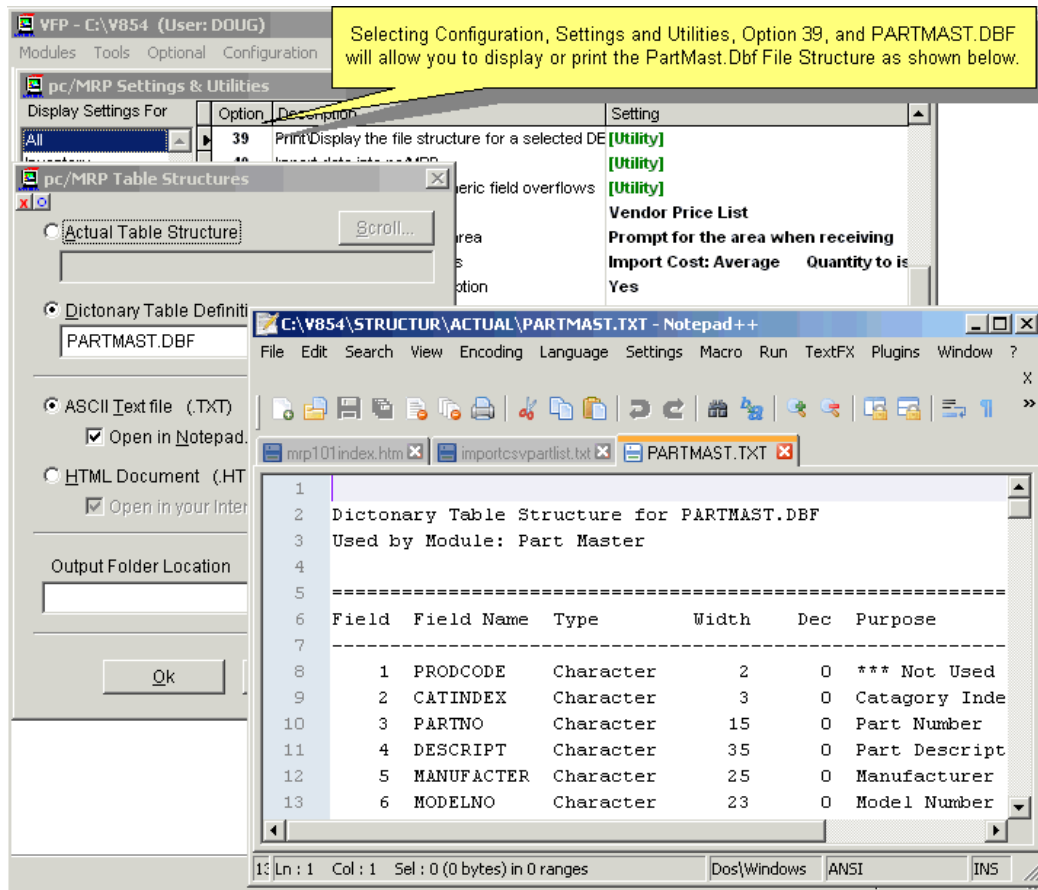 VFP - C:\V854 (User: DOUG)
Modules Tools Optional Configuration
Selecting Configuration, Settings and Utilities, Option 39, and PARTMAST.DBF
will allow you to display or print the PartMast.Dbf File Structure as shown below.
pc/MRP Settings & Utilities
Display Settings For Option Description Setting
All 39 Print\Display the file structure for a selected DE [Utility]
[Utility]
pc/MRP Table Structures
eric field overflows [Utility]
Vendor Price List
Actual Table Structure Scroll...
rea Prompt for the area when receiving
s Import Cost: Average Quantity to is
ption Yes
Dictonary Table Definiti
PARTMAST.DBF
ASCII Text file (.TXT)
Open in Notepad.
HTML Document (.HT
Open in your Inter
Output Folder Location
Ok
C:\V854\STRUCTUR\ACTUAL\PARTMAST.TXT - Notepad++
File Edit Search View Encoding Language Settings Macro Run TextFX Plugins Window ?
X
mrp101index.htm importcsvpartlist.txt PARTMAST.TXT
1
2 Dictonary Table Structure for PARTMAST.DBF
3 Used by Module: Part Master
4
5 ==========================================================
6 Field Field Name Type Width Dec Purpose
7 ----------------------------------------------------------
8 1 PRODCODE Character 2 0 *** Not Used
9 2 CATINDEX Character 3 0 Catagory Inde
10 3 PARTNO Character 15 0 Part Number
11 4 DESCRIPT Character 35 0 Part Descript
12 5 MANUFACTER Character 25 0 Manufacturer
13 6 MODELNO Character 23 0 Model Number
Ln : 1 Col : 1 Sel : 0 (0 bytes) in 0 ranges Dos\Windows ANSI INS